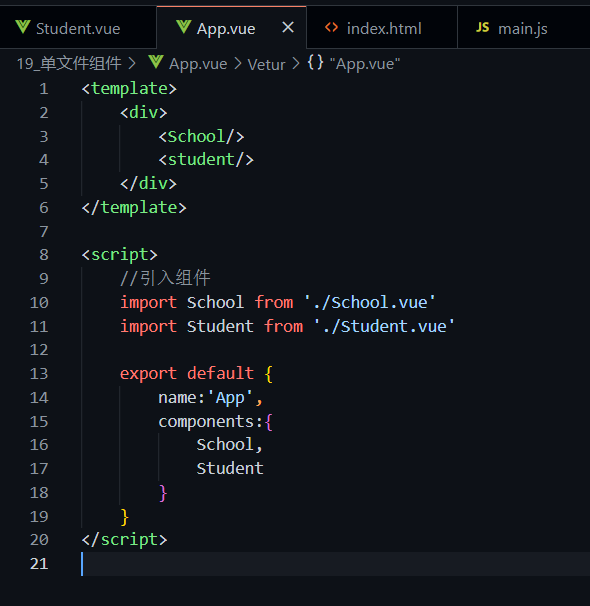 Student.vue App.vue × index.html JS main.js
19_单文件组件 > App.vue > Vetur > {} "App.vue"
1 <template>
2 <div>
3 <School/>
4 <student/>
5 </div>
6 </template>
7
8 <script>
9 //引入组件
10 import School from './School.vue'
11 import Student from './Student.vue'
12
13 export default {
14 name:'App',
15 components:{
16 School,
17 Student
18 }
19 }
20 </script>
21